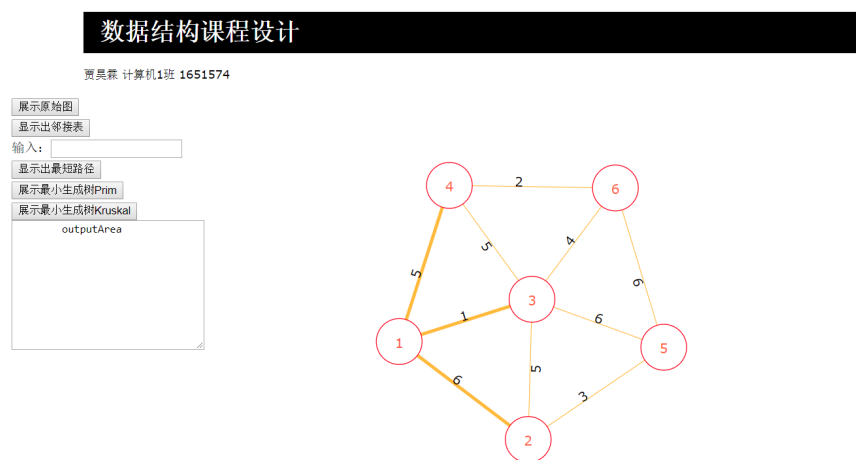 数据结构课程设计
贾昊霖 计算机1班 1651574
展示原始图
显示出邻接表
输入：
显示出最短路径
展示最小生成树Prim
展示最小生成树Kruskal
outputArea
4
2
6
5
5
4
6
3
1
6
1
5
5
6
3
2